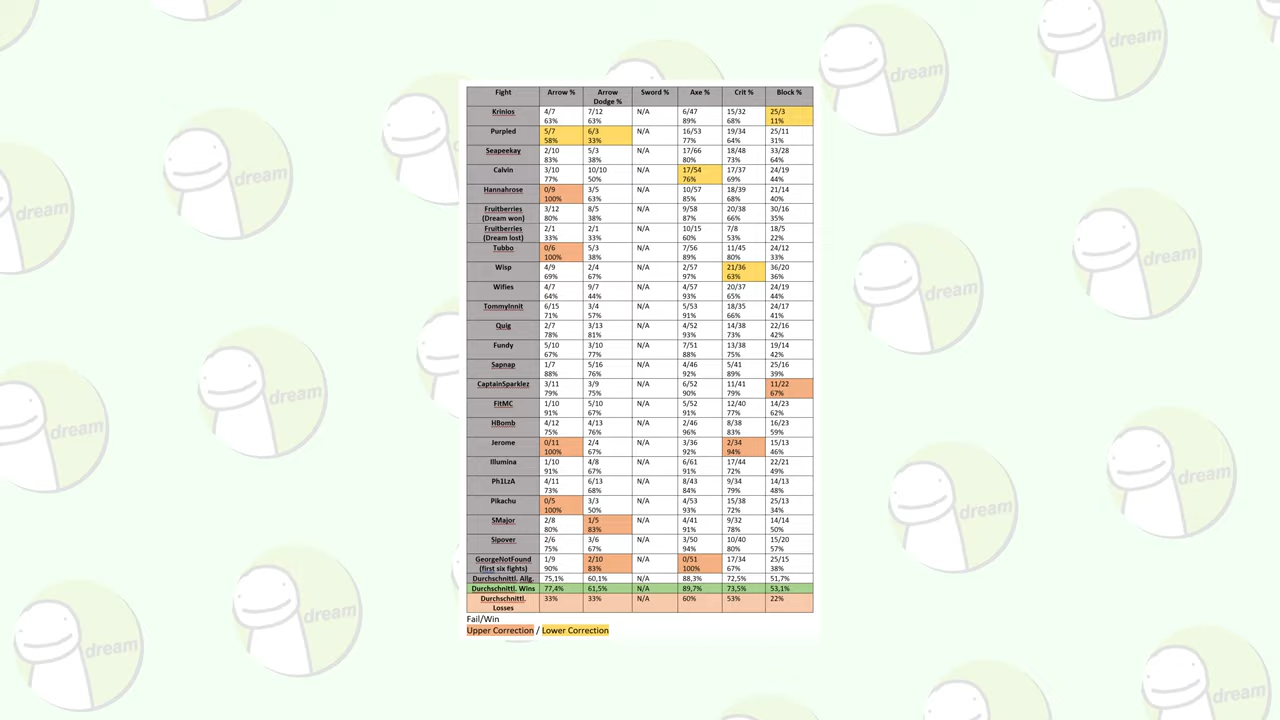 Fight Arrow % Arrow Dodge % Sword % Axe % Crit % Block %
Krinios 4/7 63% 7/12 63% N/A 6/47 89% 15/32 68% 25/3 11%
Purpled 5/7 58% 6/3 33% N/A 16/53 77% 19/34 64% 25/11 31%
Seapeekay 2/10 83% 5/3 38% N/A 17/66 80% 18/48 73% 33/28 64%
Calvin 3/10 77% 10/10 50% N/A 17/54 76% 17/37 69% 24/19 44%
Hannahrose 0/9 100% 3/5 63% N/A 10/57 85% 18/39 68% 21/14 40%
Fruitberries (Dream won) 3/12 80% 8/5 38% N/A 9/58 87% 20/38 66% 30/16 35%
Fruitberries (Dream lost) 2/1 33% 2/1 33% N/A 10/15 60% 7/8 53% 18/5 22%
Tubbo 0/6 100% 5/3 38% N/A 7/56 89% 11/45 80% 24/12 33%
Wisp 4/9 69% 2/4 67% N/A 2/57 97% 21/36 63% 36/20 36%
Wifies 4/7 64% 9/7 44% N/A 4/57 93% 20/37 65% 24/19 44%
TommyInnit 6/15 71% 3/4 57% N/A 5/53 91% 18/35 66% 24/17 41%
Quig 2/7 78% 3/13 81% N/A 4/52 93% 14/38 73% 22/16 42%
Fundy 5/10 67% 3/10 77% N/A 7/51 88% 13/38 75% 19/14 42%
Sapnap 1/7 88% 5/16 76% N/A 4/46 92% 5/41 89% 25/16 39%
CaptainSparklez 3/11 79% 3/9 75% N/A 6/52 90% 11/41 79% 11/22 67%
FitMC 1/10 91% 5/10 67% N/A 5/52 91% 12/40 77% 14/23 62%
HBomb 4/12 75% 4/13 76% N/A 2/46 96% 8/38 83% 16/23 59%
Jerome 0/11 100% 2/4 67% N/A 3/36 92% 2/34 94% 15/13 46%
Illumina 1/10 91% 4/8 67% N/A 6/61 91% 17/44 72% 22/21 49%
Ph1LzA 4/11 73% 6/13 68% N/A 8/43 84% 9/34 79% 14/13 48%
Pikachu 0/5 100% 3/3 50% N/A 4/53 93% 15/38 72% 25/13 34%
SMajor 2/8 80% 1/5 83% N/A 4/41 91% 9/32 78% 14/14 50%
Sipover 2/6 75% 3/6 67% N/A 3/50 94% 10/40 80% 15/20 57%
GeorgeNotFound (first six fights) 1/9 90% 2/10 83% N/A 0/51 100% 17/34 67% 25/15 38%
Durchschnittl. Allg. 75,1% 60,1% N/A 88,3% 72,5% 51,7%
Durchschnittl. Wins 77,4% 61,5% N/A 89,7% 73,5% 53,1%
Durchschnittl. Losses 33% 33% N/A 60% 53% 22%
Fail/Win
Upper Correction / Lower Correction
dream
dream
dream
dream
dream
dream
dream
dream
dream
dream
dream
dream